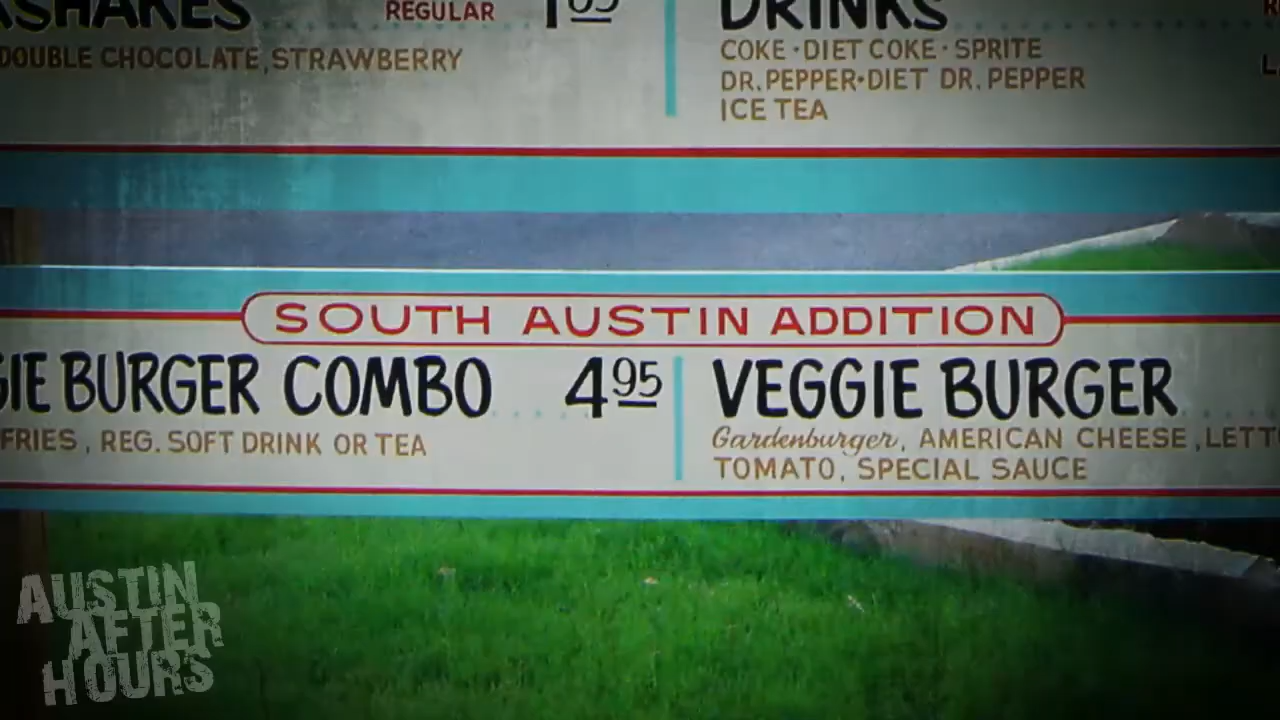 REGULAR
DOUBLE CHOCOLATE, STRAWBERRY
DRINKS
COKE · DIET COKE · SPRITE
DR. PEPPER · DIET DR. PEPPER
ICE TEA
SOUTH AUSTIN ADDITION
BURGER COMBO 4.95
FRIES, REG. SOFT DRINK OR TEA
VEGGIE BURGER
Gardenburger, AMERICAN CHEESE, LETT
TOMATO, SPECIAL SAUCE
AUSTIN
AFTER
HOURS